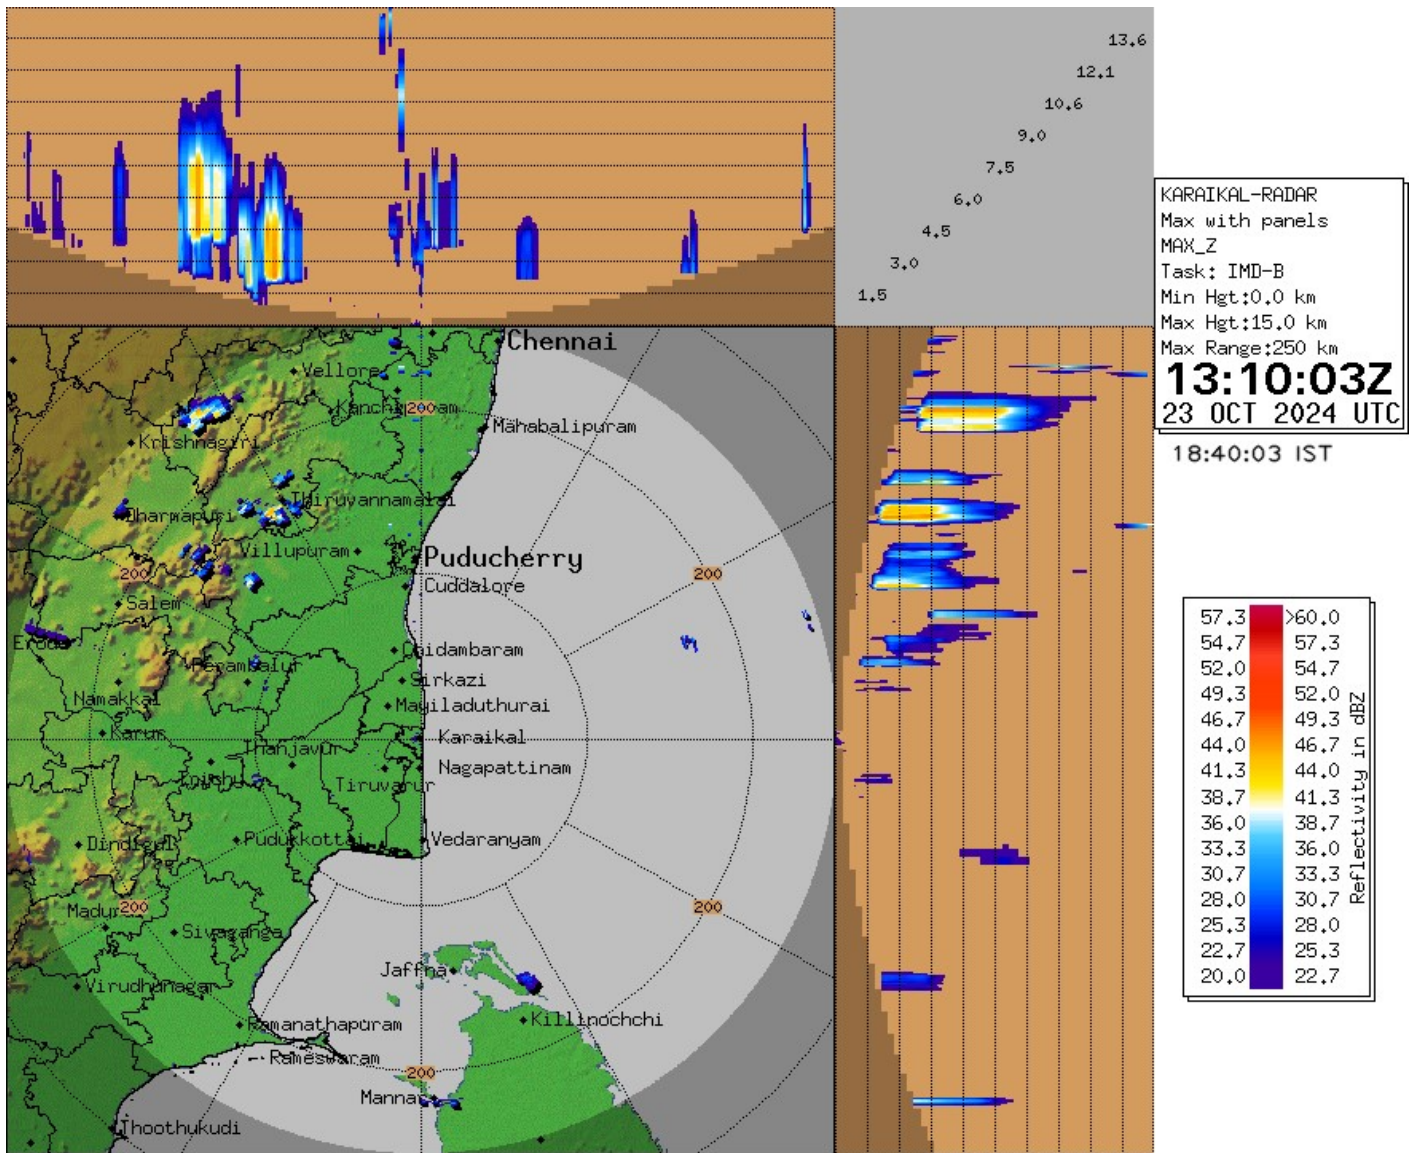 13.6
12.1
10.6
9.0
7.5
6.0
4.5
3.0
1.5
KARAIKAL-RADAR
Max with panels
MAX_Z
Task: IMD-B
Min Hgt:0.0 km
Max Hgt:15.0 km
Max Range:250 km
13:10:03Z
23 OCT 2024 UTC
18:40:03 IST
Chennai
Vellore
200
Mahabalipuram
Krishnagiri
Thiruvannamalai
Dharmapuri
Villupuram
Puducherry
200
200
Cuddalore
Salem
Erode
Chidambaram
Perambalur
Sirkazi
Namakkal
Mayiladuthurai
Karur
Karaikal
Thanjavur
Nagapattinam
Tiruvarur
Dindigul
Pudukkottai
Vedaranyam
200
200
Sivaganga
Jaffna
Virudhunagar
Ramanathapuram
Killinochchi
Rameswaram
200
Mannar
Thoothukudi
57.3 >60.0
54.7 57.3
52.0 54.7
49.3 52.0
46.7 49.3
44.0 46.7
41.3 44.0
38.7 41.3
36.0 38.7
33.3 36.0
30.7 33.3
28.0 30.7
25.3 28.0
22.7 25.3
20.0 22.7
Reflectivity in dBZ